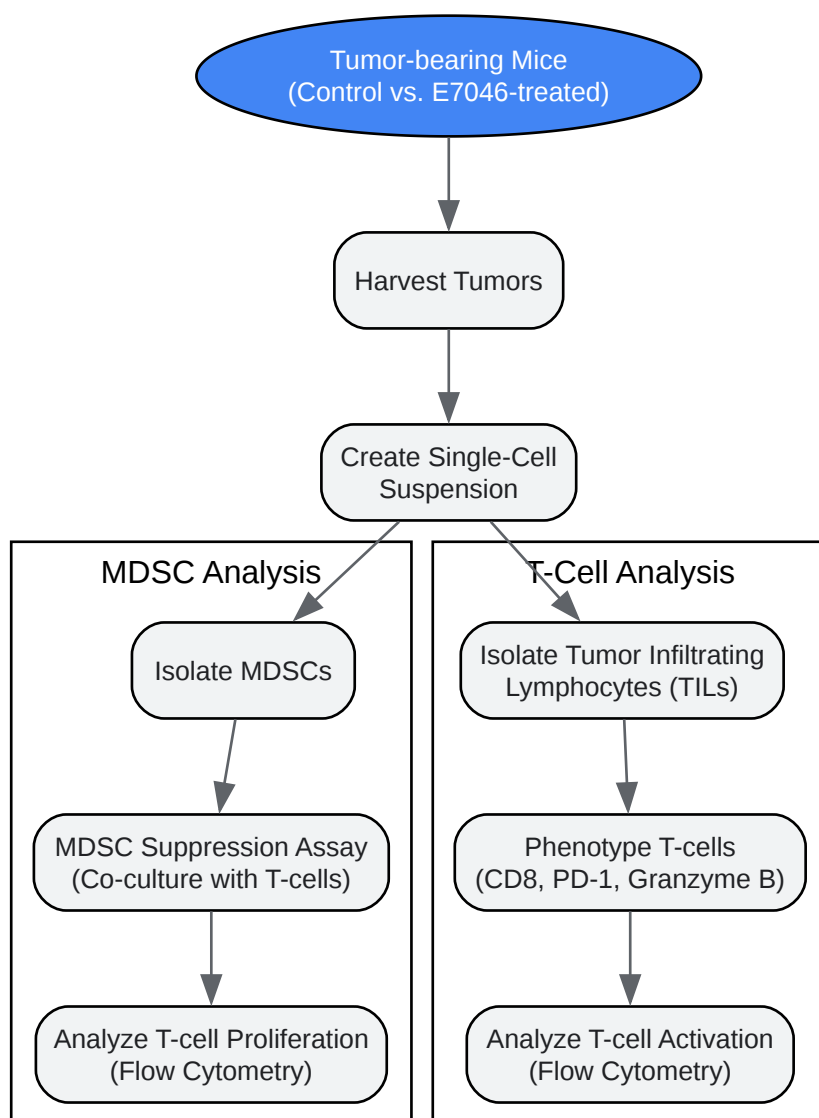 Tumor-bearing Mice
(Control vs. E7046-treated)
Harvest Tumors
Create Single-Cell
Suspension
MDSC Analysis
Isolate MDSCs
MDSC Suppression Assay
(Co-culture with T-cells)
Analyze T-cell Proliferation
(Flow Cytometry)
T-Cell Analysis
Isolate Tumor Infiltrating
Lymphocytes (TILs)
Phenotype T-cells
(CD8, PD-1, Granzyme B)
Analyze T-cell Activation
(Flow Cytometry)